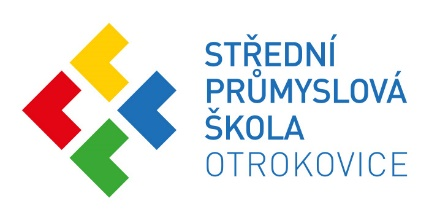 STŘEDNÍ
PRŮMYSLOVÁ
ŠKOLA
OTROKOVICE